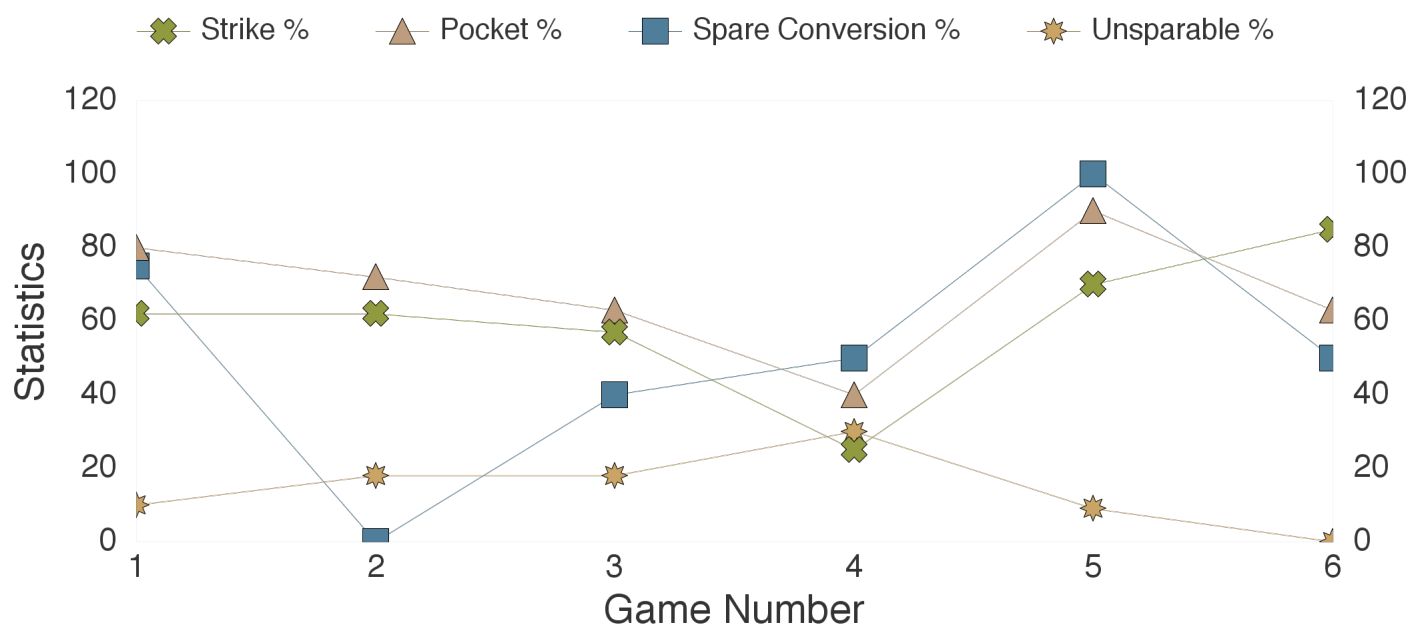 Strike % Pocket % Spare Conversion % Unsparable %
120 120
100 100
80 80
60 60
40 40
20 20
0 0
Statistics
1 2 3 4 5 6
Game Number